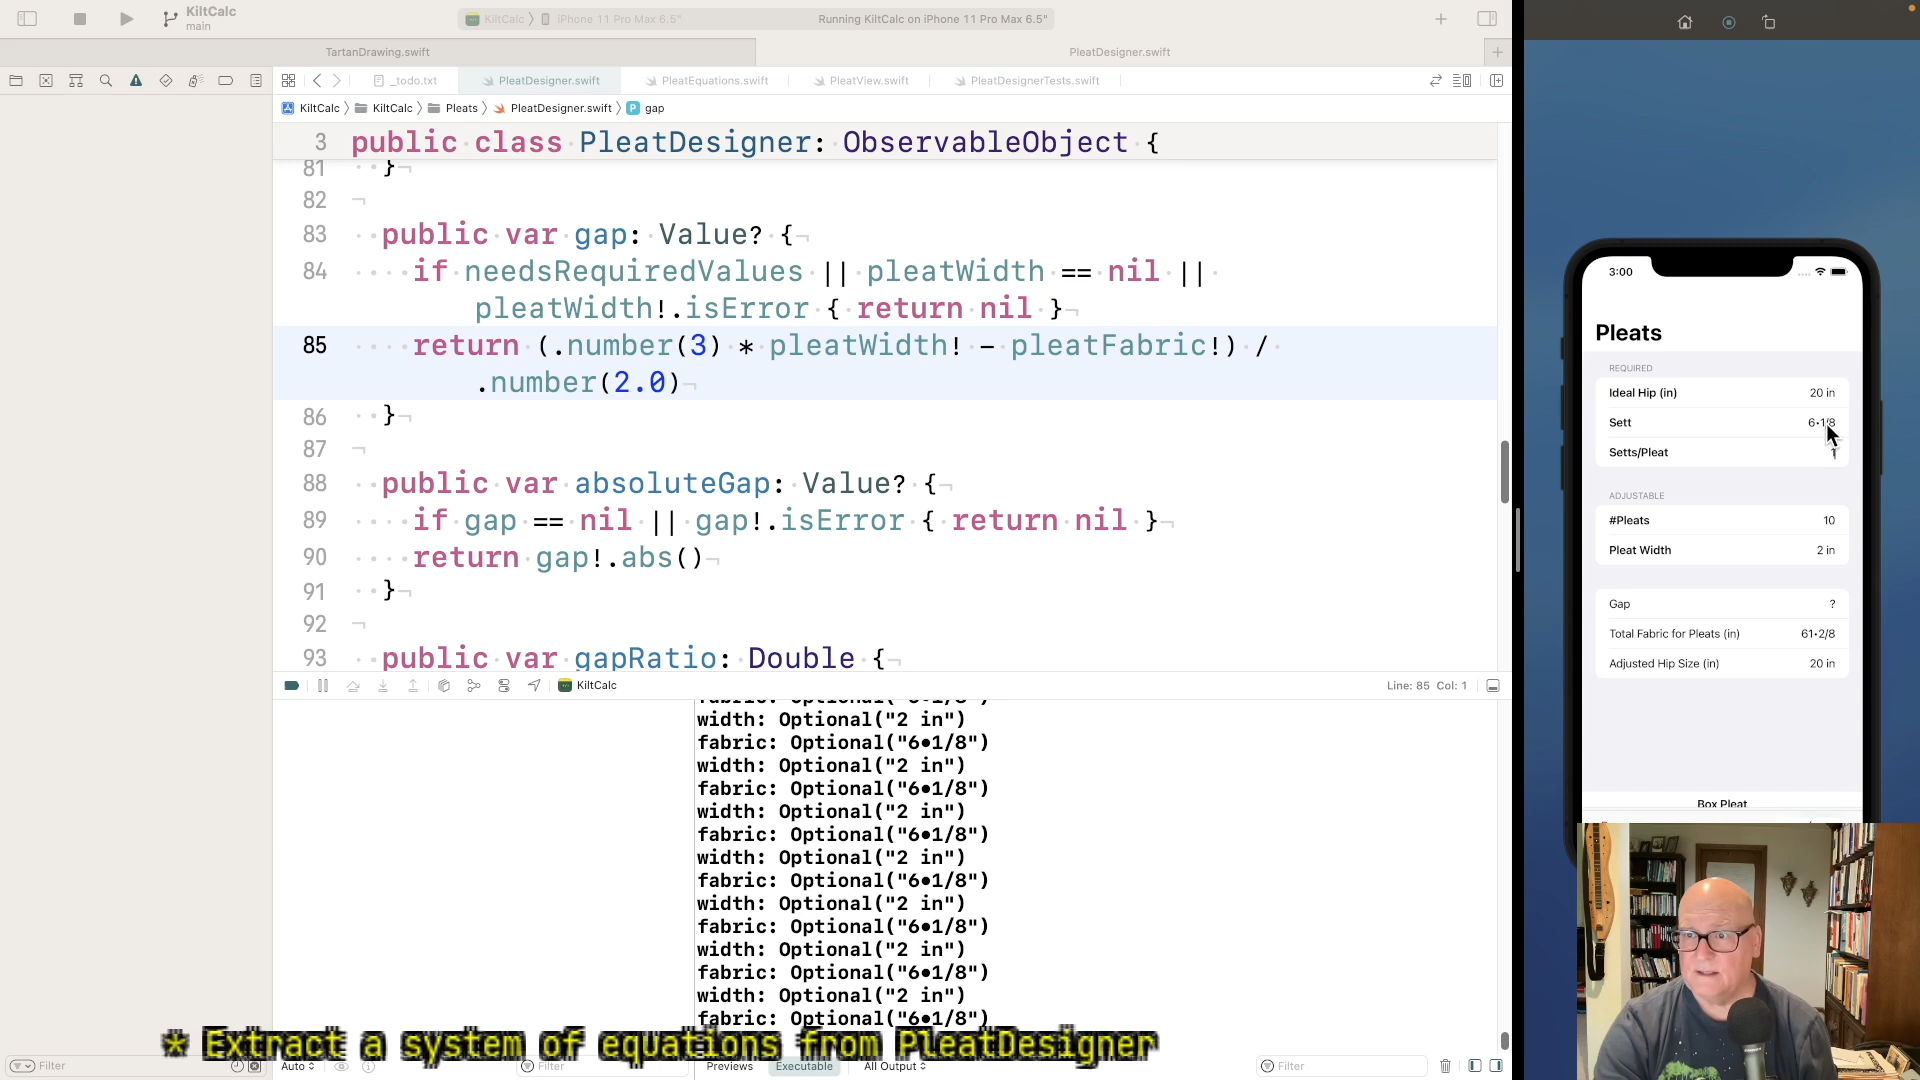 KiltCalc
main
KiltCalc
iPhone 11 Pro Max 6.5"
Running KiltCalc on iPhone 11 Pro Max 6.5"
TartanDrawing.swift
PleatDesigner.swift
_todo.txt
PleatDesigner.swift
PleatEquations.swift
PleatView.swift
PleatDesignerTests.swift
KiltCalc
KiltCalc
Pleats
PleatDesigner.swift
P gap
3 public class PleatDesigner: ObservableObject {
81 }
82
83 public var gap: Value? {
84 if needsRequiredValues || pleatWidth == nil ||
pleatWidth!.isError { return nil }
85 return (.number(3) * pleatWidth! - pleatFabric!) /
.number(2.0)
86 }
87
88 public var absoluteGap: Value? {
89 if gap == nil || gap!.isError { return nil }
90 return gap!.abs()
91 }
92
93 public var gapRatio: Double {
KiltCalc
Line: 85 Col: 1
fabric: Optional("6•1/8")
width: Optional("2 in")
fabric: Optional("6•1/8")
width: Optional("2 in")
fabric: Optional("6•1/8")
width: Optional("2 in")
fabric: Optional("6•1/8")
width: Optional("2 in")
fabric: Optional("6•1/8")
width: Optional("2 in")
fabric: Optional("6•1/8")
width: Optional("2 in")
fabric: Optional("6•1/8")
width: Optional("2 in")
fabric: Optional("6•1/8")
* Extract a system of equations from PleatDesigner
Filter
Auto
Filter
Previews
Executable
All Output
Filter
3:00
Pleats
REQUIRED
Ideal Hip (in) 20 in
Sett 6•1/8
Setts/Pleat 1
ADJUSTABLE
#Pleats 10
Pleat Width 2 in
Gap ?
Total Fabric for Pleats (in) 61•2/8
Adjusted Hip Size (in) 20 in
Box Pleat